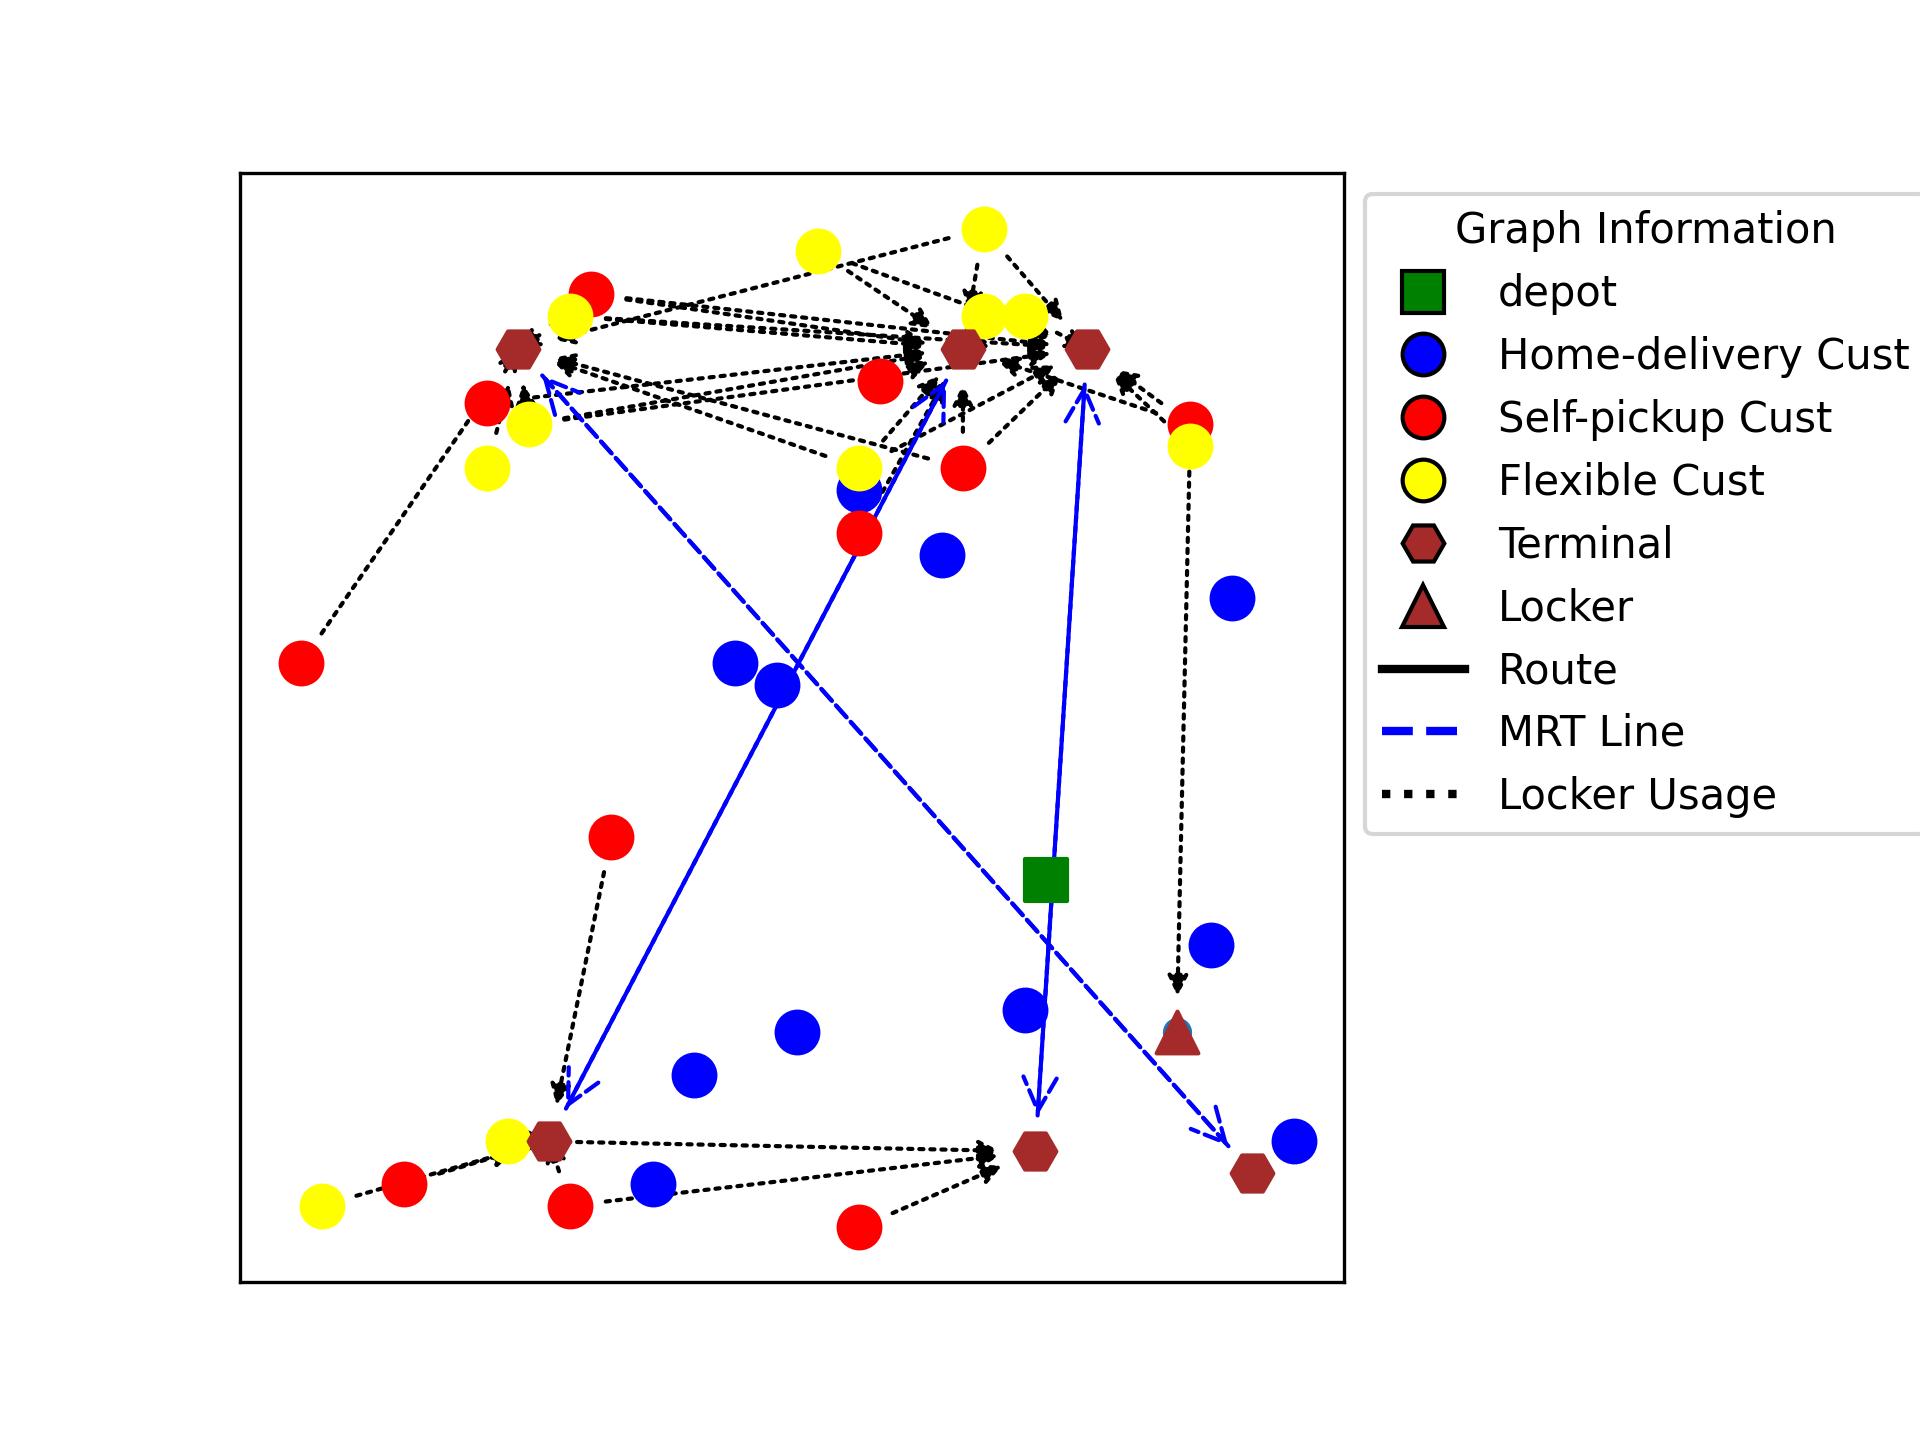 Graph Information
depot
Home-delivery Cust
Self-pickup Cust
Flexible Cust
Terminal
Locker
Route
MRT Line
Locker Usage